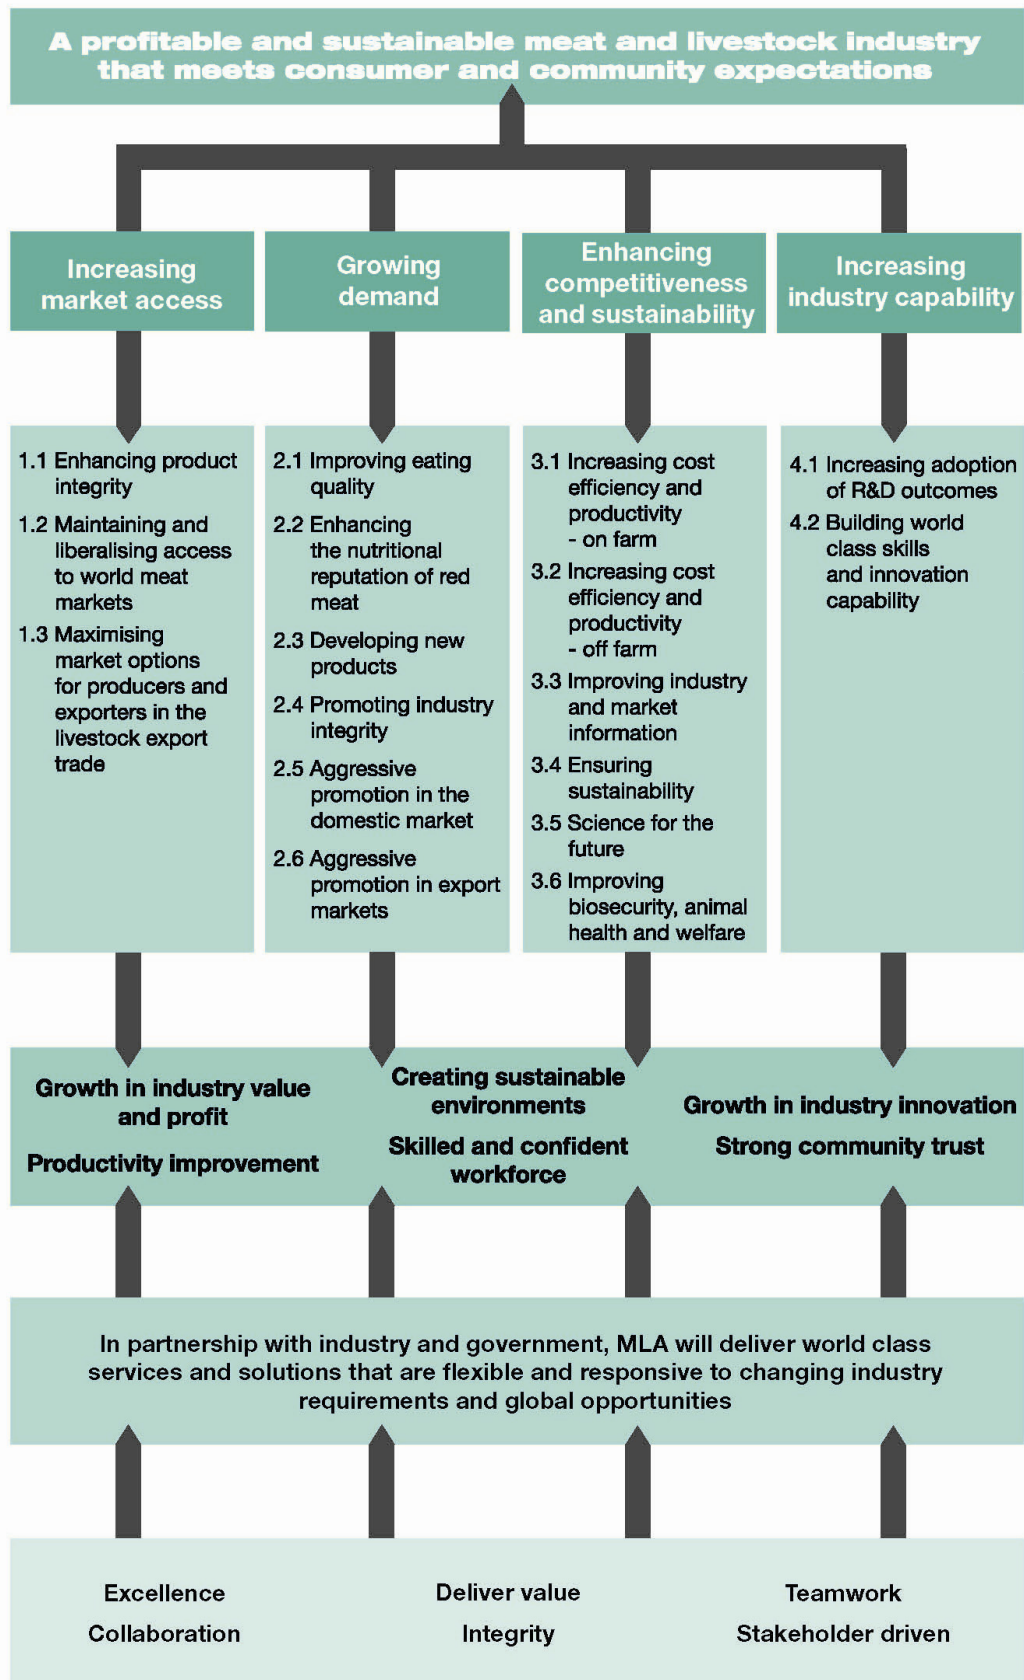 A profitable and sustainable meat and livestock industry
that meets consumer and community expectations
Increasing
market access
Growing
demand
Enhancing
competitiveness
and sustainability
Increasing
industry capability
1.1 Enhancing product
integrity
1.2 Maintaining and
liberalising access
to world meat
markets
1.3 Maximising
market options
for producers and
exporters in the
livestock export
trade
2.1 Improving eating
quality
2.2 Enhancing
the nutritional
reputation of red
meat
2.3 Developing new
products
2.4 Promoting industry
integrity
2.5 Aggressive
promotion in the
domestic market
2.6 Aggressive
promotion in export
markets
3.1 Increasing cost
efficiency and
productivity
- on farm
3.2 Increasing cost
efficiency and
productivity
- off farm
3.3 Improving industry
and market
information
3.4 Ensuring
sustainability
3.5 Science for the
future
3.6 Improving
biosecurity, animal
health and welfare
4.1 Increasing adoption
of R&D outcomes
4.2 Building world
class skills
and innovation
capability
Growth in industry value
and profit
Productivity improvement
Creating sustainable
environments
Skilled and confident
workforce
Growth in industry innovation
Strong community trust
In partnership with industry and government, MLA will deliver world class
services and solutions that are flexible and responsive to changing industry
requirements and global opportunities
Excellence
Collaboration
Deliver value
Integrity
Teamwork
Stakeholder driven